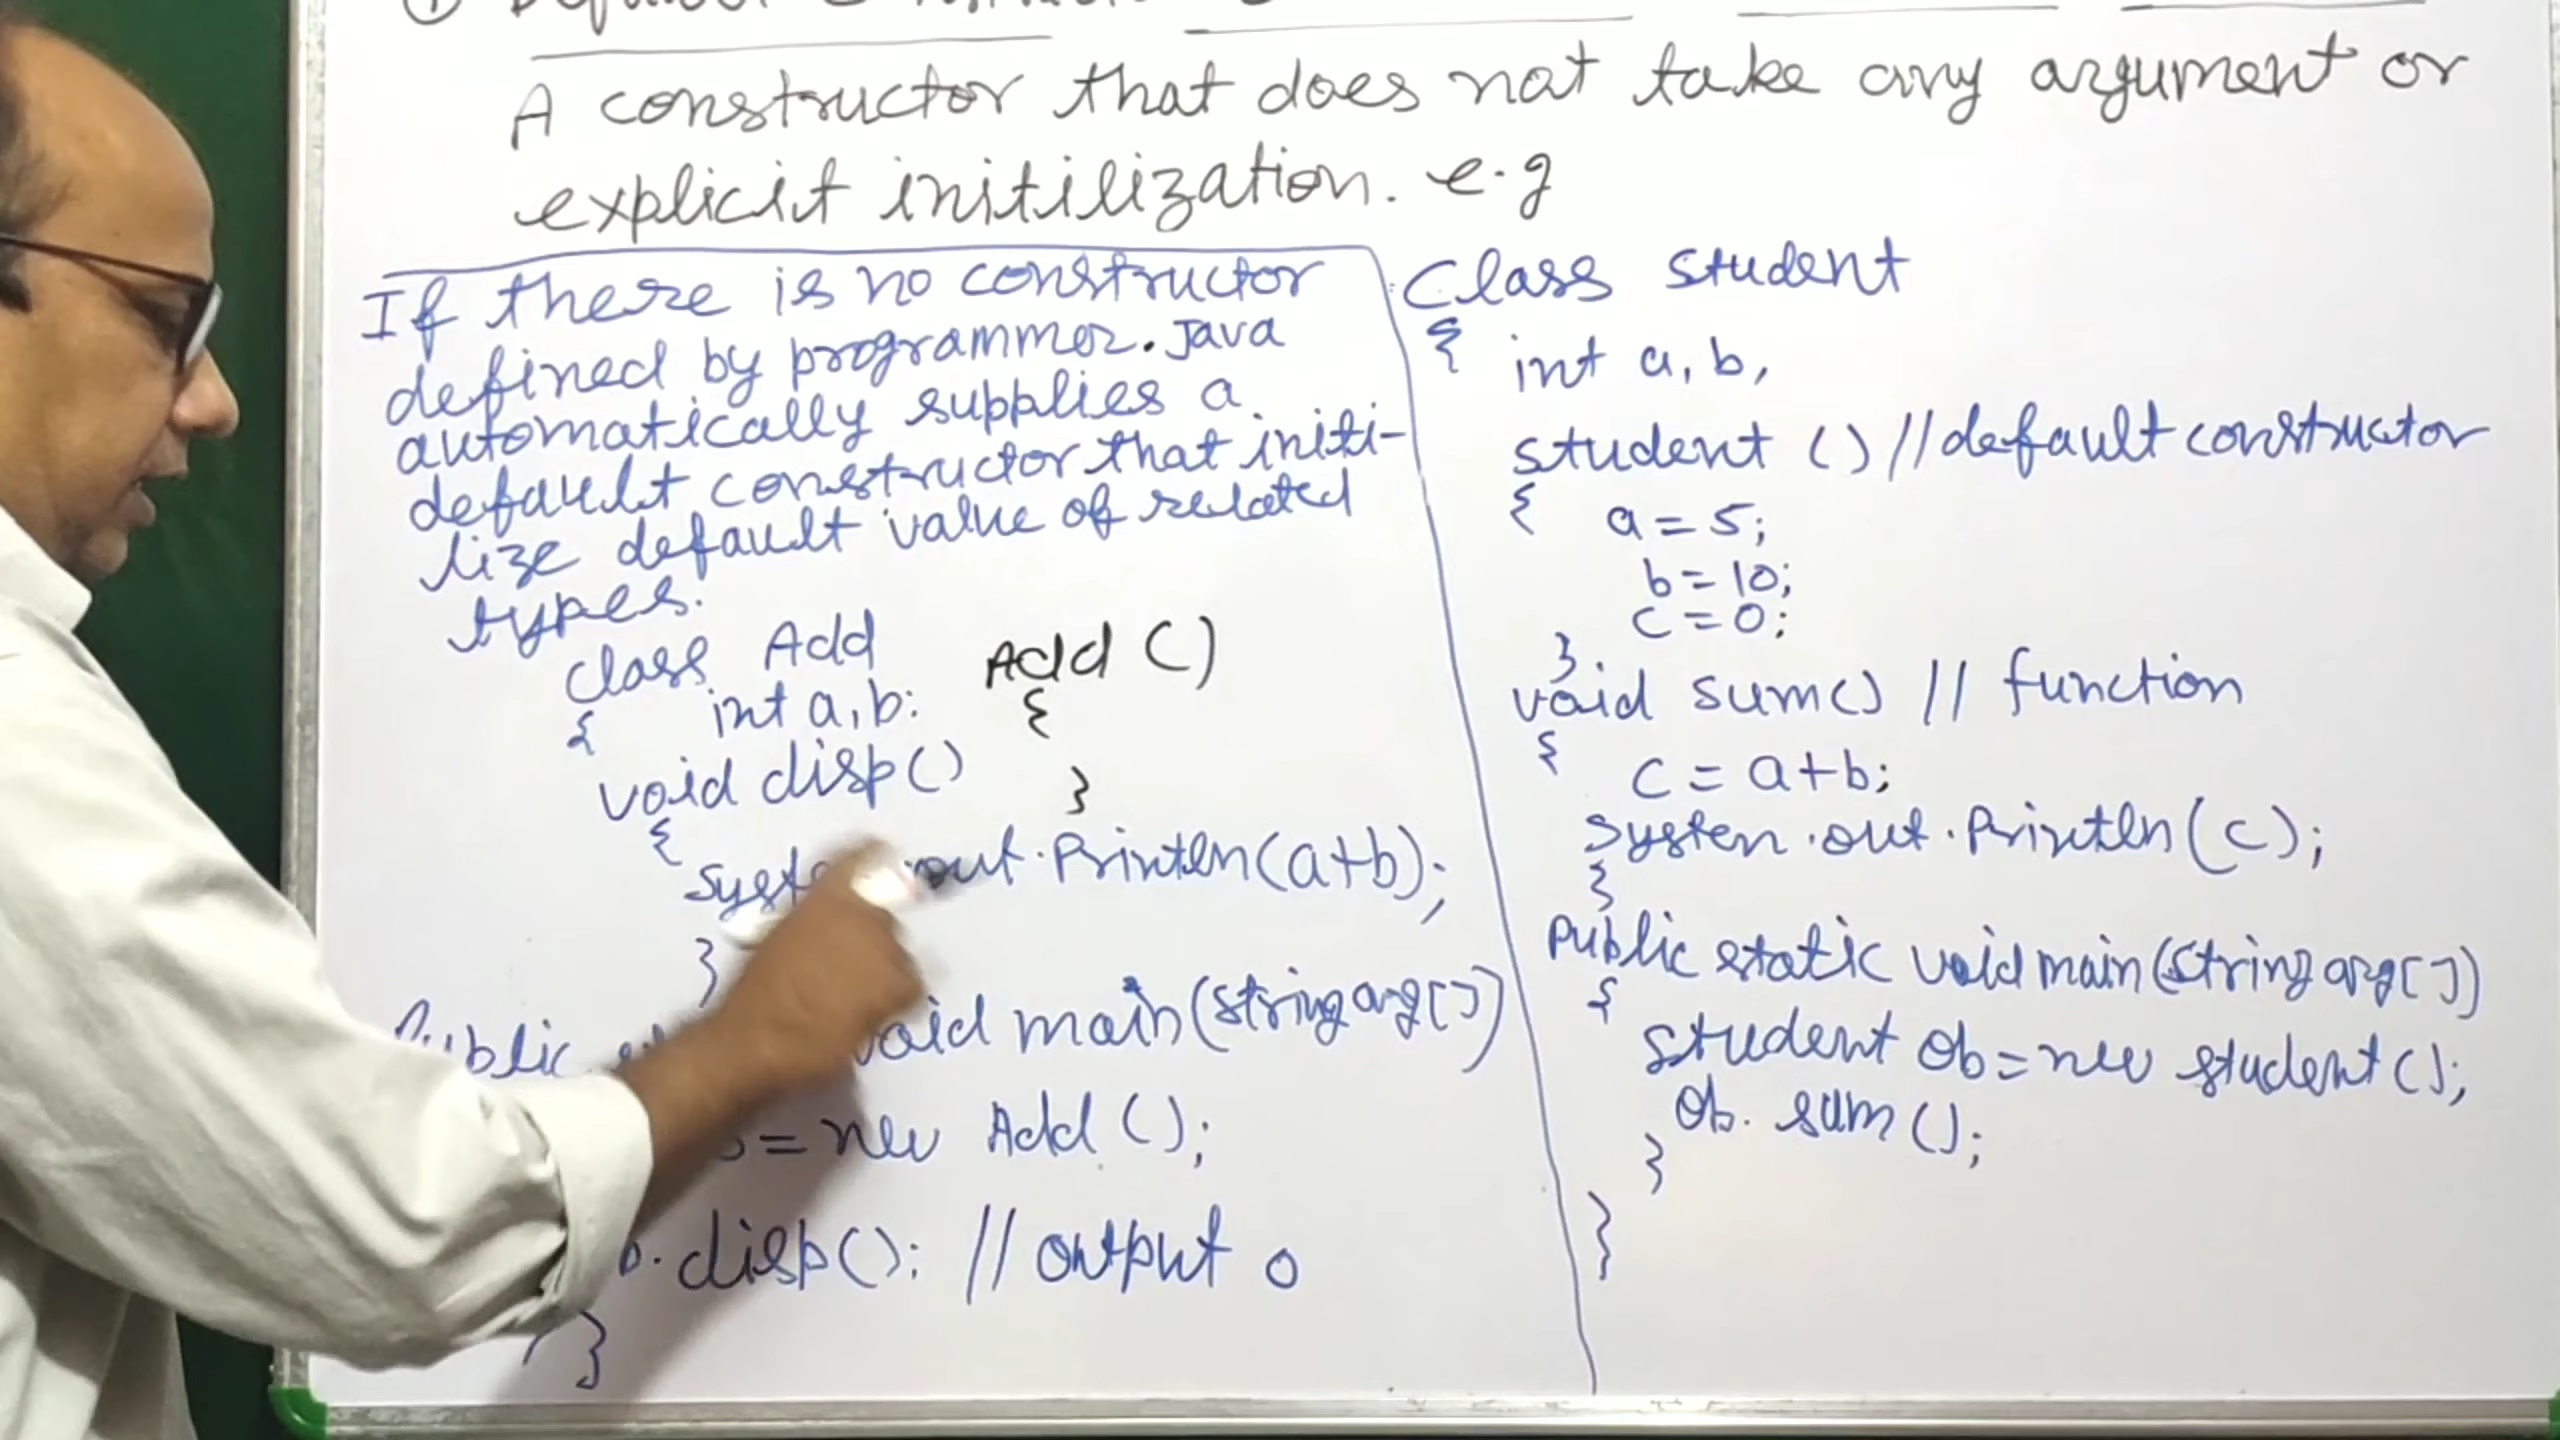 A constructor that does not take any argument or
explicit initilization. e.g
If there is no constructor
defined by programmer. Java
automatically supplies a
default constructor that initi-
lize default value of related
types.
class Add
{ int a,b:
void disp()
{
out.Println(a+b);
}
Public void main(string arg[])
= new Add ();
disp(): // output 0
}
Add ()
{
}
Class student
{ int a, b,
student () // default constructor
{ a = 5;
b = 10;
c = 0;
}
void sum() // function
{
c = a+b;
System.out.Println(c);
}
Public static void main(string arg[])
{
student ob = new student();
ob. sum ();
}
}